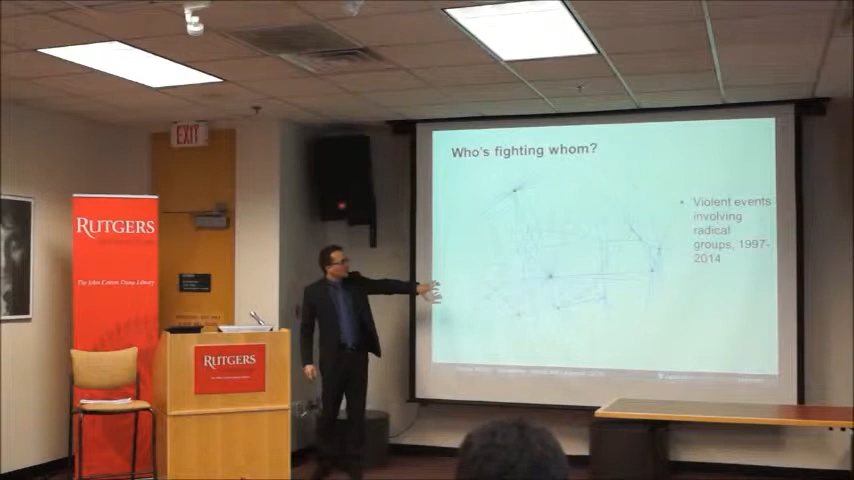 EXIT
Who's fighting whom?
RUTGERS
The John Cotton Dana Library
• Violent events
involving
radical
groups, 1997-
2014
RUTGERS